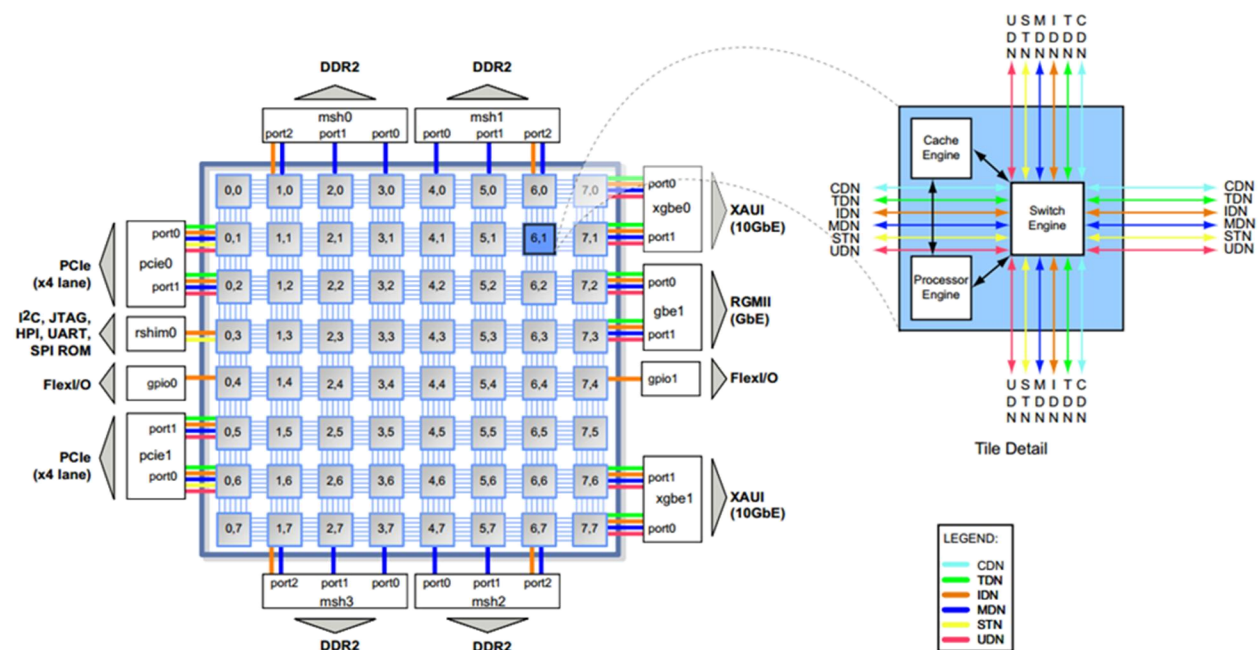 DDR2
DDR2
msh0
port2 port1 port0
msh1
port0 port1 port2
0,0 1,0 2,0 3,0 4,0 5,0 6,0 7,0
0,1 1,1 2,1 3,1 4,1 5,1 6,1 7,1
0,2 1,2 2,2 3,2 4,2 5,2 6,2 7,2
0,3 1,3 2,3 3,3 4,3 5,3 6,3 7,3
0,4 1,4 2,4 3,4 4,4 5,4 6,4 7,4
0,5 1,5 2,5 3,5 4,5 5,5 6,5 7,5
0,6 1,6 2,6 3,6 4,6 5,6 6,6 7,6
0,7 1,7 2,7 3,7 4,7 5,7 6,7 7,7
PCIe
(x4 lane)
port0
pcie0
port1
I²C, JTAG,
HPI, UART,
SPI ROM
rshim0
FlexI/O
gpio0
PCIe
(x4 lane)
port1
pcie1
port0
port0
xgbe0
port1
XAUI
(10GbE)
port0
gbe1
port1
RGMII
(GbE)
gpio1
FlexI/O
port1
xgbe1
port0
XAUI
(10GbE)
port2 port1 port0
msh3
port0 port1 port2
msh2
DDR2
DDR2
U S M I T C
D T D D D D
N N N N N N
Cache
Engine
Switch
Engine
Processor
Engine
CDN
TDN
IDN
MDN
STN
UDN
CDN
TDN
IDN
MDN
STN
UDN
U S M I T C
D T D D D D
N N N N N N
Tile Detail
LEGEND:
CDN
TDN
IDN
MDN
STN
UDN